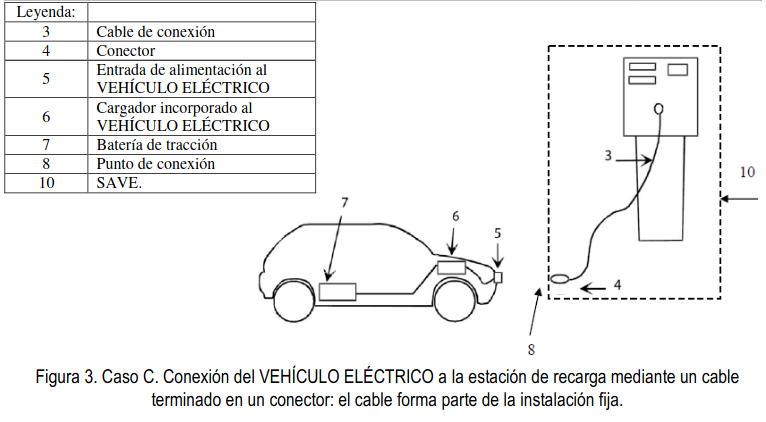 Leyenda:
3 Cable de conexión
4 Conector
5 Entrada de alimentación al
VEHÍCULO ELÉCTRICO
6 Cargador incorporado al
VEHÍCULO ELÉCTRICO
7 Batería de tracción
8 Punto de conexión
10 SAVE.
3
10
7
6
5
4
8
Figura 3. Caso C. Conexión del VEHÍCULO ELÉCTRICO a la estación de recarga mediante un cable
terminado en un conector: el cable forma parte de la instalación fija.